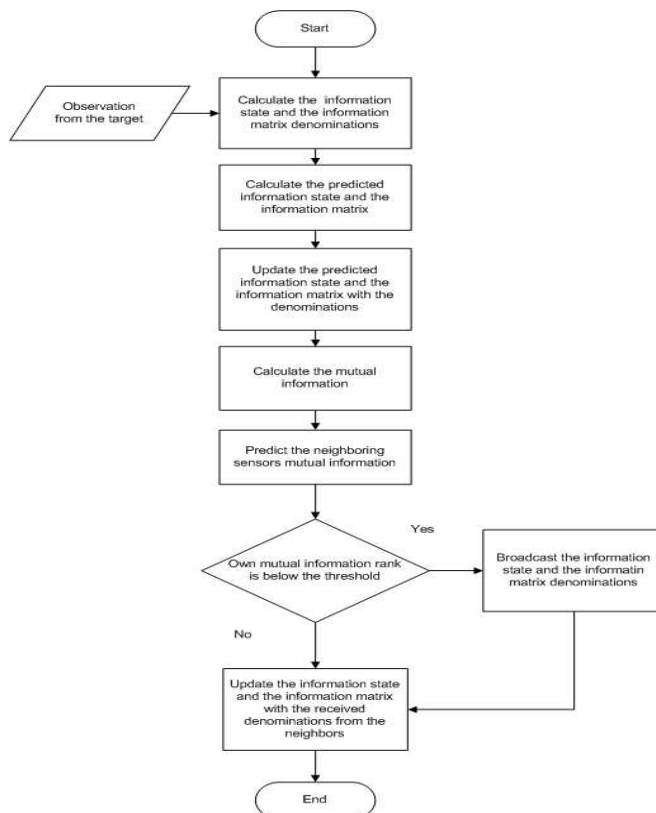 Start
Observation
from the target
Calculate the information
state and the information
matrix denominations
Calculate the predicted
information state and the
information matrix
Update the predicted
information state and
the information matrix with the
denominations
Calculate the mutual
information
Predict the neighboring
sensors mutual information
Own mutual information rank
is below the threshold
Yes
Broadcast the information
state and the informatin
matrix denominations
No
Update the information state
and the information matrix
with the received
denominations from the
neighbors
End